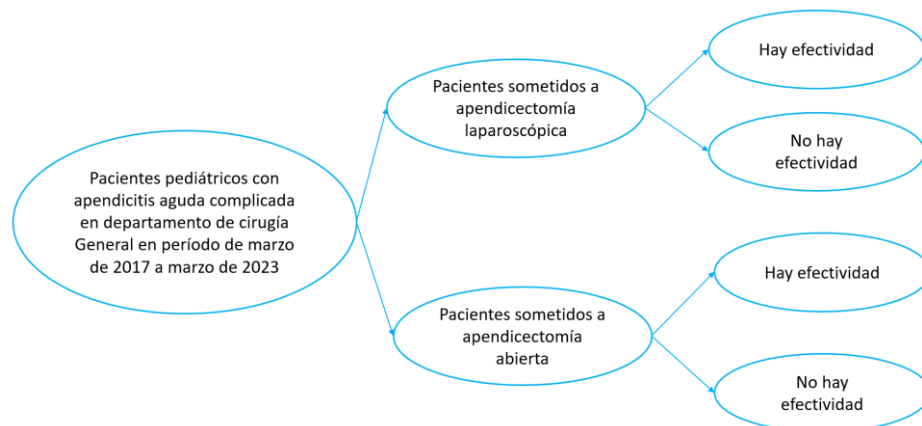 Hay efectividad
Pacientes sometidos a
apendicectomía
laparoscópica
No hay
efectividad
Pacientes pediátricos con
apendicitis aguda complicada
en departamento de cirugía
General en período de marzo
de 2017 a marzo de 2023
Hay efectividad
Pacientes sometidos a
apendicectomía
abierta
No hay
efectividad